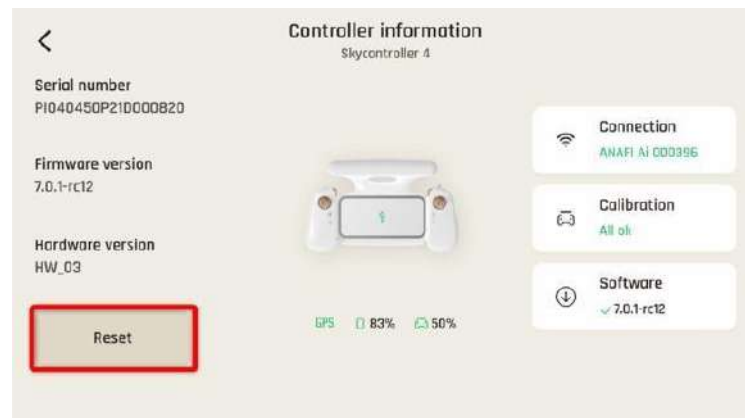 Controller information
Skycontroller 4
Serial number
PI040450P21D000820
Firmware version
7.0.1-rc12
Hardware version
HW_03
Reset
GPS 83% 50%
Connection
ANAFI Ai 000396
Calibration
All ok
Software
7.0.1-rc12